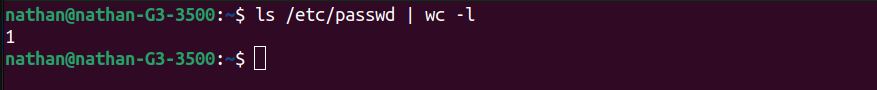 nathan@nathan-G3-3500:~$ ls /etc/passwd | wc -l
1
nathan@nathan-G3-3500:~$